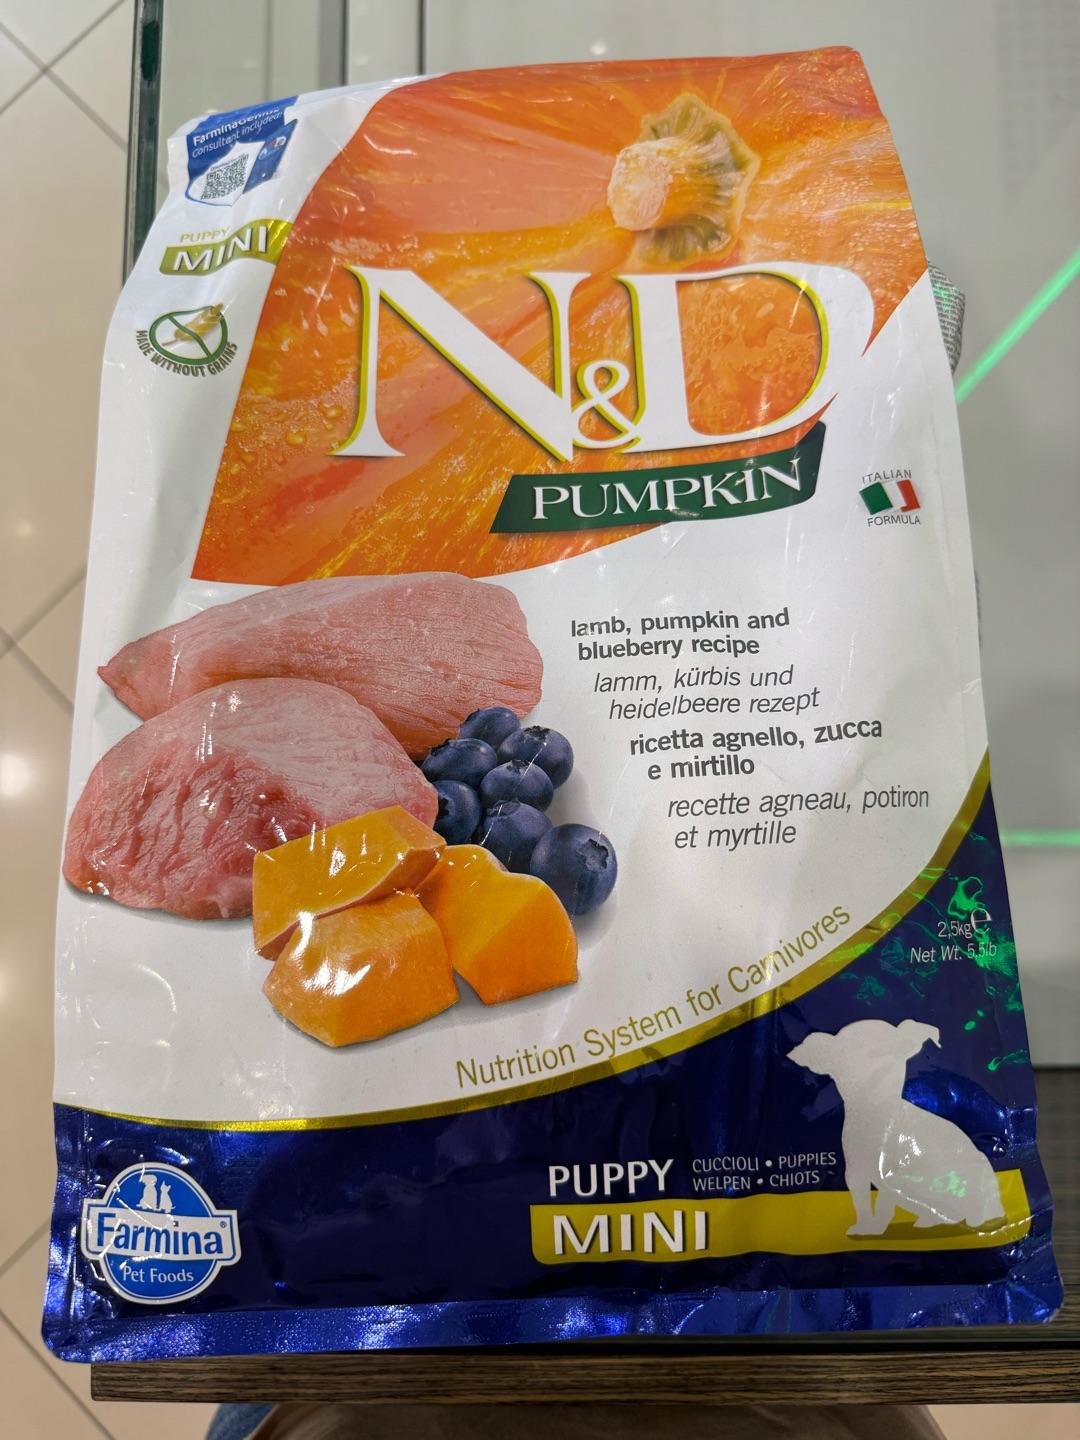 FarminaGenius
Consultant included!
PUPPY
MINI
MADE WITHOUT GRAINS
N&D
PUMPKIN
ITALIAN
FORMULA
lamb, pumpkin and
blueberry recipe
lamm, kürbis und
heidelbeere rezept
ricetta agnello, zucca
e mirtillo
recette agneau, potiron
et myrtille
2,5kg℮
Net Wt. 5.5lb
Nutrition System for Carnivores
PUPPY
CUCCIOLI • PUPPIES
WELPEN • CHIOTS
MINI
Farmina®
Pet Foods